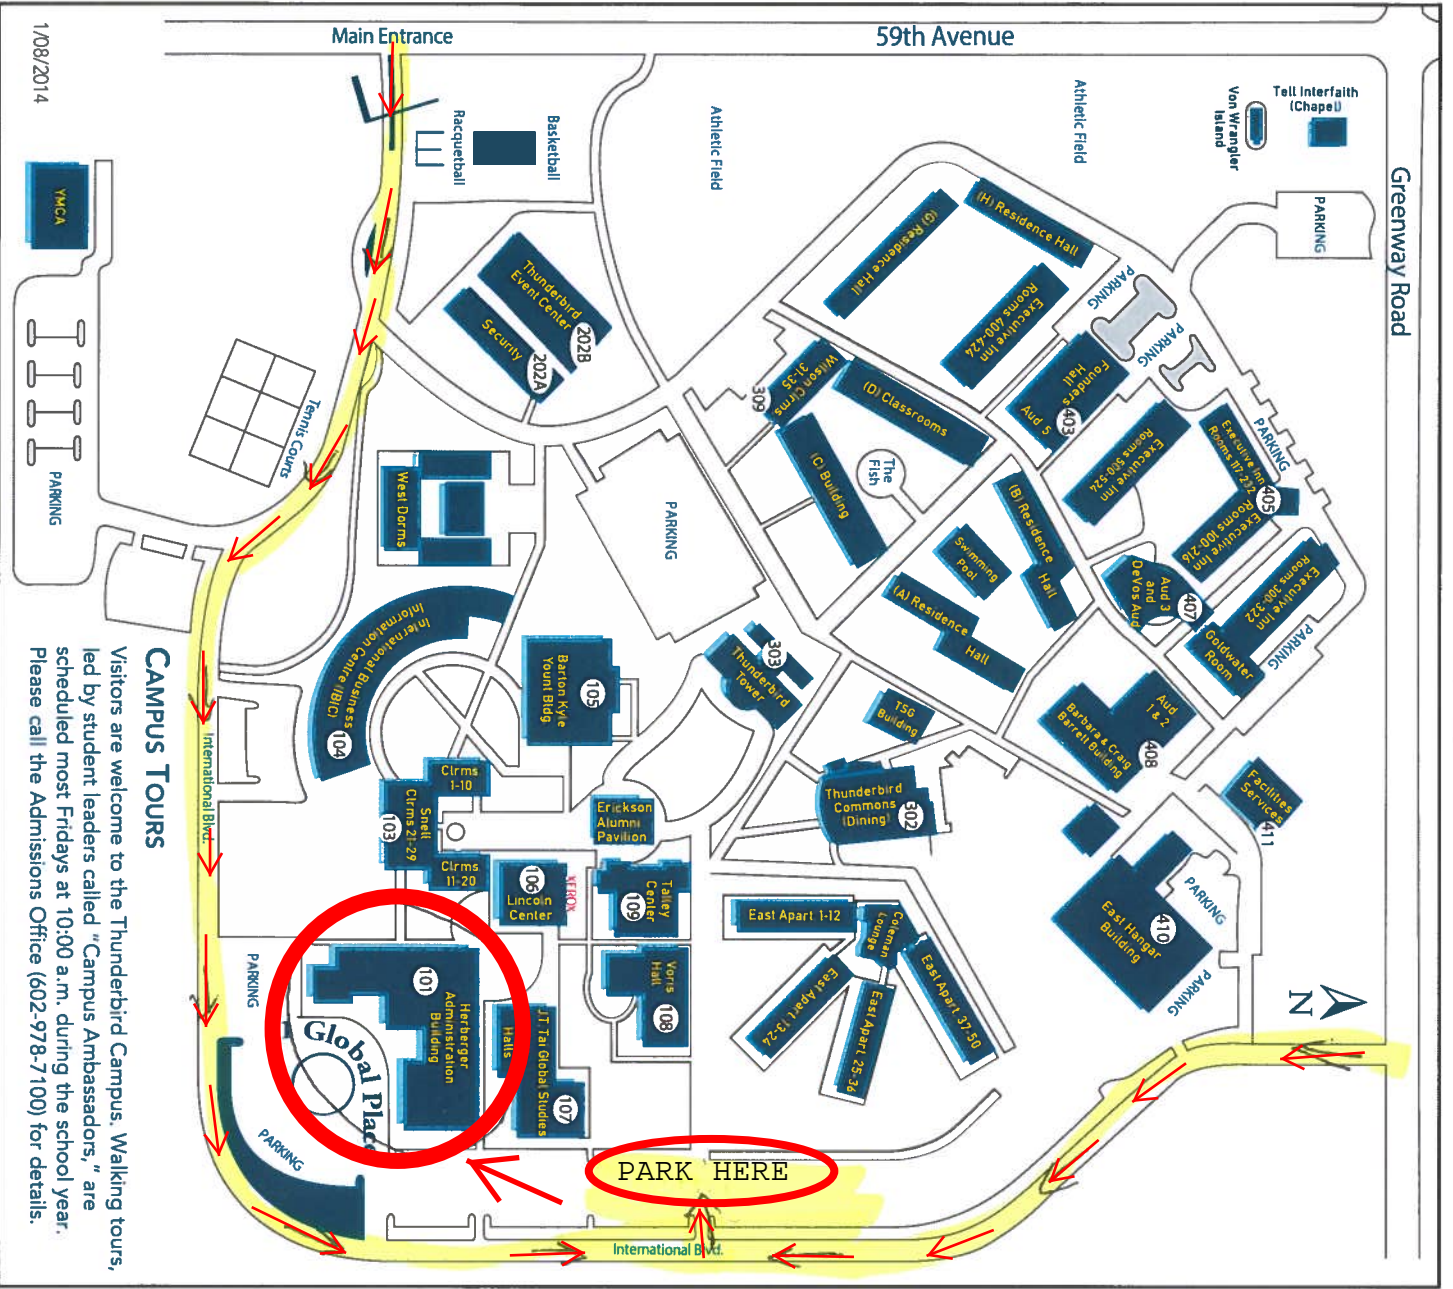 Main Entrance
59th Avenue
Greenway Road
1/08/2014
YMCA
PARKING
Racquetball
Basketball
Athletic Field
Athletic Field
Von Wrangler
Island
Tell Interfaith
(Chapel)
PARKING
(H) Residence Hall
(G) Residence Hall
Executive Inn
Rooms 400-424
PARKING
PARKING
PARKING
Thunderbird
Event Center
202B
Security
202A
Wilson Clrms
31-35
309
(D) Classrooms
Founders
Hall
Aud 5
403
Executive Inn
Rooms 500-524
Executive Inn
Rooms 117-232
405
Executive Inn
Rooms 100-216
Executive Inn
Rooms 300-322
PARKING
Goldwater
Room
Tennis Courts
West Dorms
PARKING
(C) Building
The
Fish
(B) Residence Hall
Swimming
Pool
(A) Residence Hall
Aud 3
and
DeVos Aud
407
International Business
Information Centre (IBIC)
104
Barton Kyle
Yount Bldg
105
303
Thunderbird
Tower
TSG
Building
Aud
1 & 2
Barbara & Craig
Barrett Building
408
Facilities
Services
411
Clrms
1-10
Snell
Clrms 21-29
103
Clrms
11-20
Erickson
Alumni
Pavilion
Thunderbird
Commons
(Dining)
302
106
Lincoln
Center
XEROX
Talley
Center
109
East Apart 1-12
Coleman
Lounge
East Apart 37-50
East Apart 13-24
East Apart 25-36
East Hangar
Building
410
PARKING
PARKING
N
Voris
Hall
108
101
Herberger
Administration
Building
J.T. Tai Global Studies
Halls
107
1 Global Place
PARKING
PARKING
PARK HERE
International Blvd.
International Blvd.
CAMPUS TOURS
Visitors are welcome to the Thunderbird Campus. Walking tours,
led by student leaders called "Campus Ambassadors," are
scheduled most Fridays at 10:00 a.m. during the school year.
Please call the Admissions Office (602-978-7100) for details.